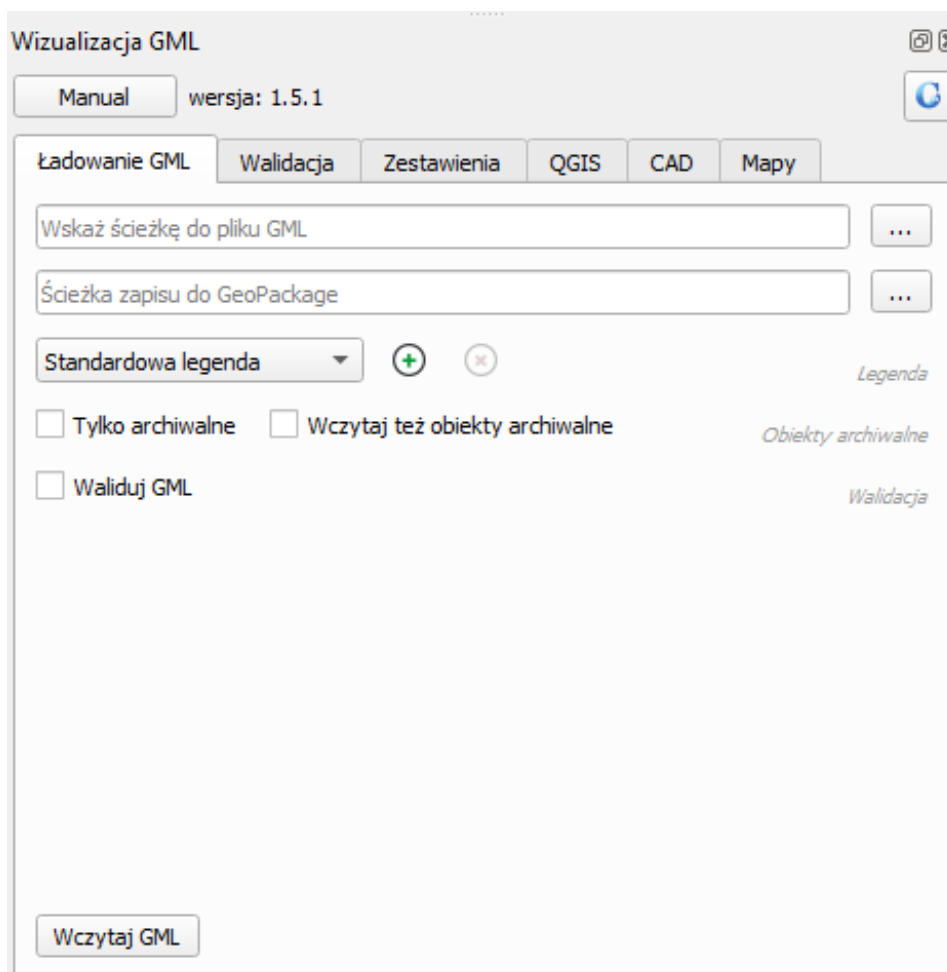 Wizualizacja GML
Manual wersja: 1.5.1
Ładowanie GML Walidacja Zestawienia QGIS CAD Mapy
Wskaż ścieżkę do pliku GML ...
Ścieżka zapisu do GeoPackage ...
Standardowa legenda Legenda
Tylko archiwalne Wczytaj też obiekty archiwalne Obiekty archiwalne
Waliduj GML Walidacja
Wczytaj GML